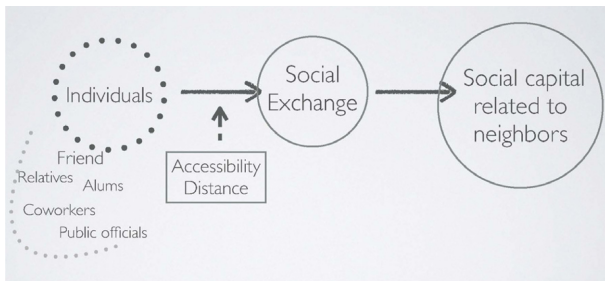 Individuals
Social
Exchange
Social capital
related to
neighbors
Accessibility
Distance
Friend
Relatives
Alums
Coworkers
Public officials